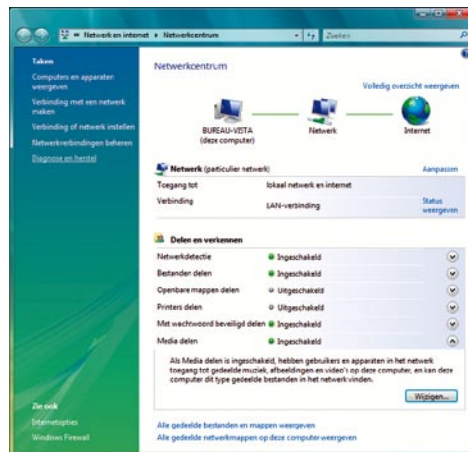 Netwerk en internet ▸ Netwerkcentrum
Zoeken
Taken
Computers en apparaten
weergeven
Verbinding met een netwerk
maken
Verbinding of netwerk instellen
Netwerkverbindingen beheren
Diagnose en herstel
Zie ook
Internetopties
Windows Firewall
Netwerkcentrum
Volledig overzicht weergeven
BUREAU-VISTA
(deze computer)
Netwerk
Internet
Netwerk (particulier netwerk)
Aanpassen
Toegang tot
lokaal netwerk en internet
Verbinding
LAN-verbinding
Status
weergeven
Delen en verkennen
Netwerkdetectie
Ingeschakeld
Bestanden delen
Ingeschakeld
Openbare mappen delen
Uitgeschakeld
Printers delen
Uitgeschakeld
Met wachtwoord beveiligd delen
Ingeschakeld
Media delen
Ingeschakeld
Als Media delen is ingeschakeld, hebben gebruikers en apparaten in het netwerk
toegang tot gedeelde muziek, afbeeldingen en video's op deze computer, en kan deze
computer dit type gedeelde bestanden in het netwerk vinden.
Wijzigen...
Alle gedeelde bestanden en mappen weergeven
Alle gedeelde netwerkmappen op deze computer weergeven